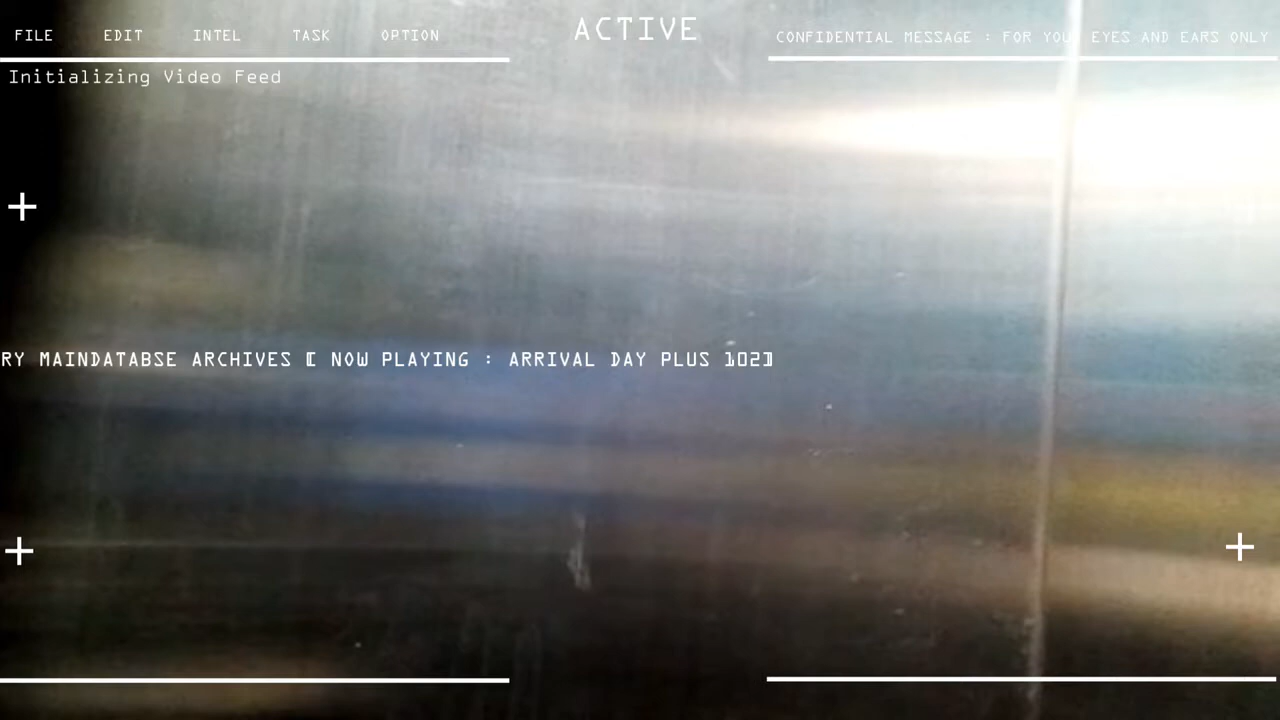 FILE EDIT INTEL TASK OPTION
ACTIVE
CONFIDENTIAL MESSAGE : FOR YOUR EYES AND EARS ONLY
Initializing Video Feed
RY MAINDATABSE ARCHIVES [ NOW PLAYING : ARRIVAL DAY PLUS 102]